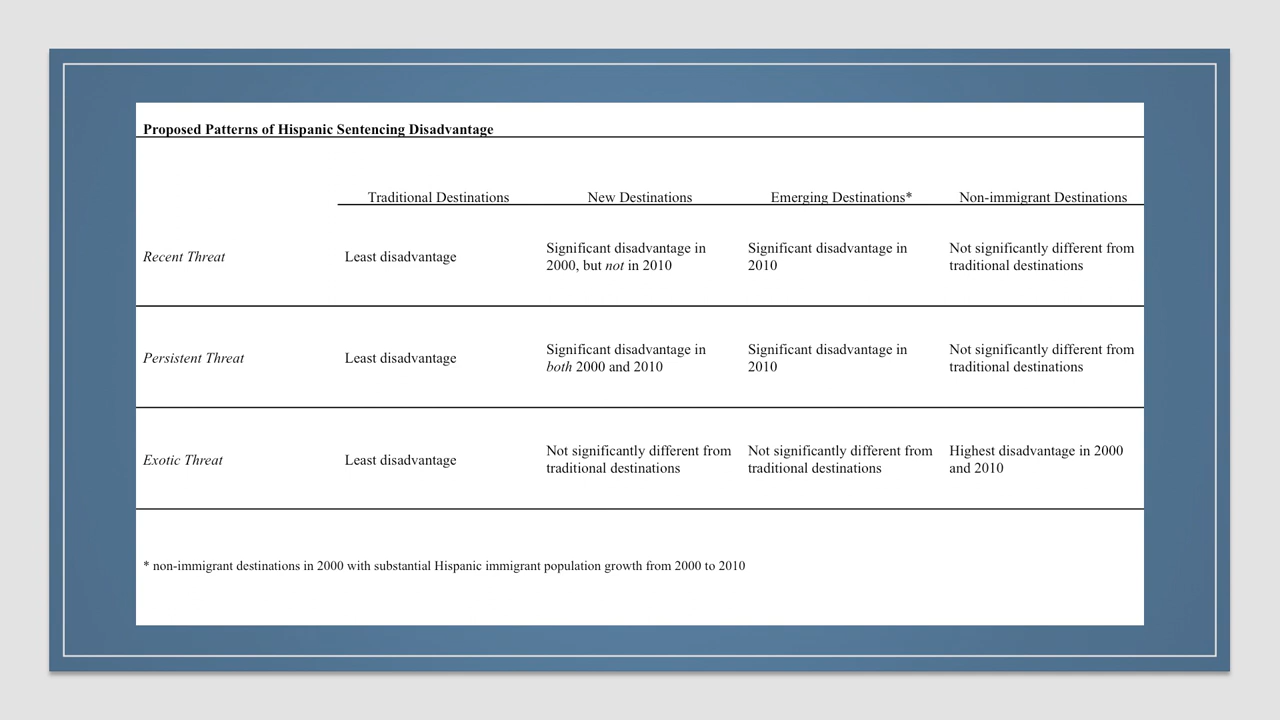 Proposed Patterns of Hispanic Sentencing Disadvantage
Traditional Destinations New Destinations Emerging Destinations* Non-immigrant Destinations
Recent Threat
Least disadvantage
Significant disadvantage in
2000, but not in 2010
Significant disadvantage in
2010
Not significantly different from
traditional destinations
Persistent Threat
Least disadvantage
Significant disadvantage in
both 2000 and 2010
Significant disadvantage in
2010
Not significantly different from
traditional destinations
Exotic Threat
Least disadvantage
Not significantly different from
traditional destinations
Not significantly different from
traditional destinations
Highest disadvantage in 2000
and 2010
* non-immigrant destinations in 2000 with substantial Hispanic immigrant population growth from 2000 to 2010